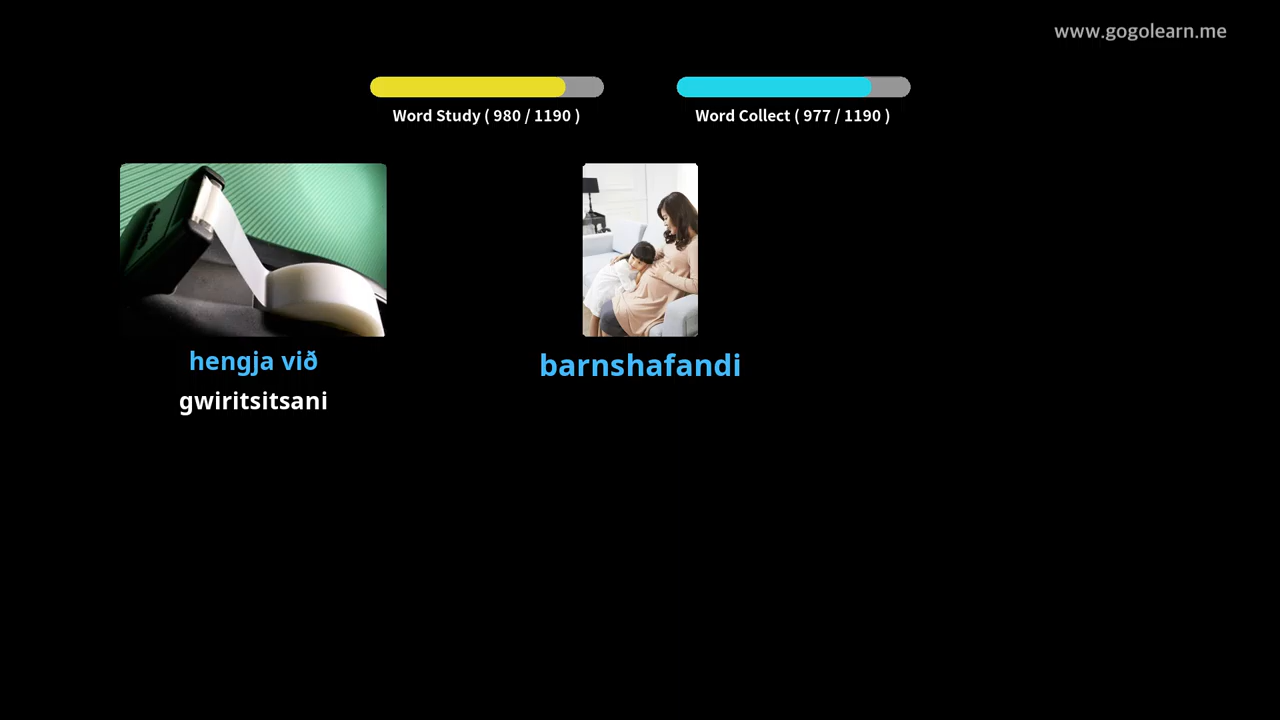 www.gogolearn.me
Word Study ( 980 / 1190 )
Word Collect ( 977 / 1190 )
hengja við
gwiritsitsani
barnshafandi